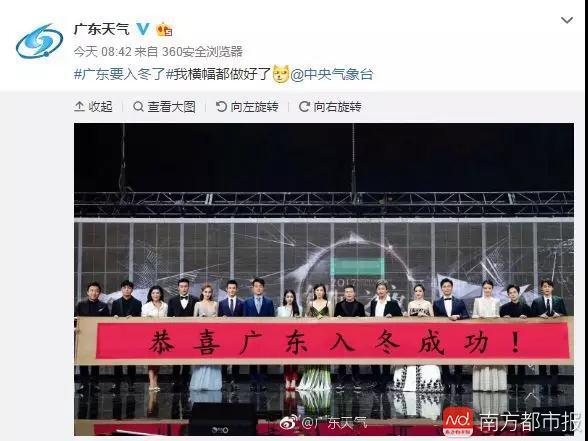 广东天气
今天 08:42 来自 360安全浏览器
#广东要入冬了#我横幅都做好了 @中央气象台
收起 查看大图 向左旋转 向右旋转
恭喜广东入冬成功！
@广东天气
南方都市报